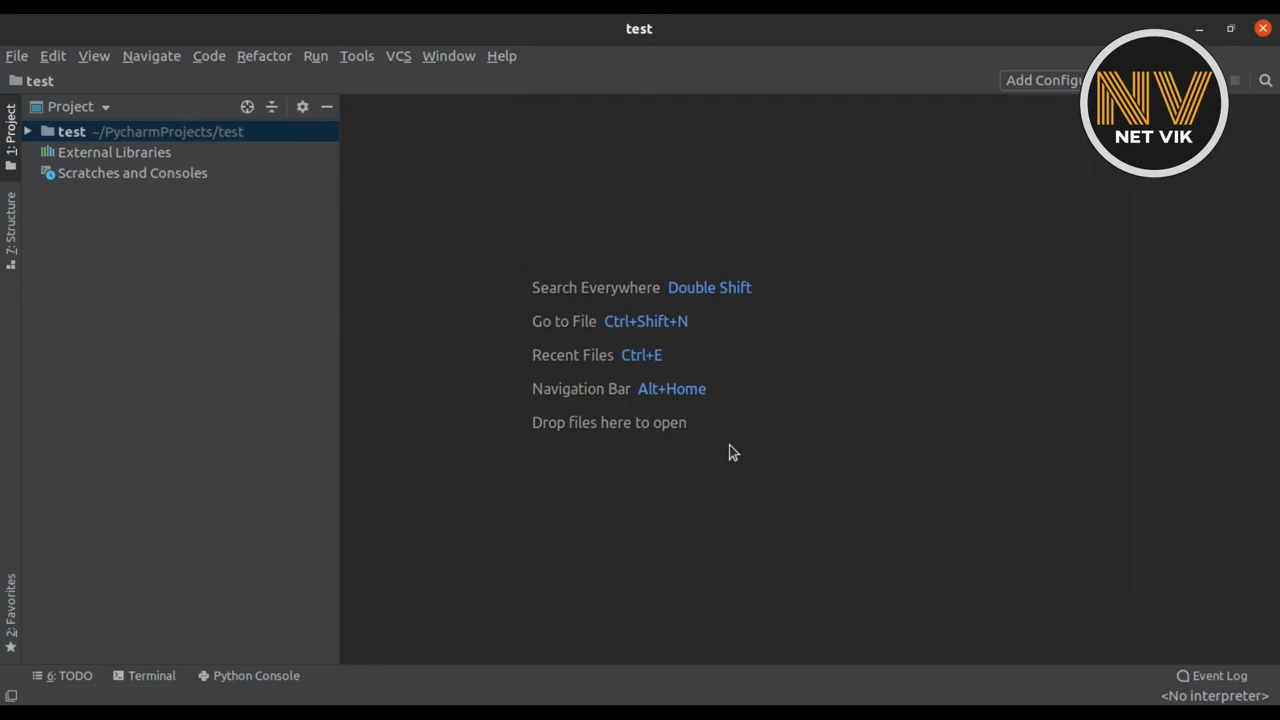 test
File Edit View Navigate Code Refactor Run Tools VCS Window Help
test
Add Configu
NV
NET VIK
1: Project
Project
test ~/PycharmProjects/test
External Libraries
Scratches and Consoles
7: Structure
Search Everywhere Double Shift
Go to File Ctrl+Shift+N
Recent Files Ctrl+E
Navigation Bar Alt+Home
Drop files here to open
2: Favorites
6: TODO Terminal Python Console Event Log
<No interpreter>